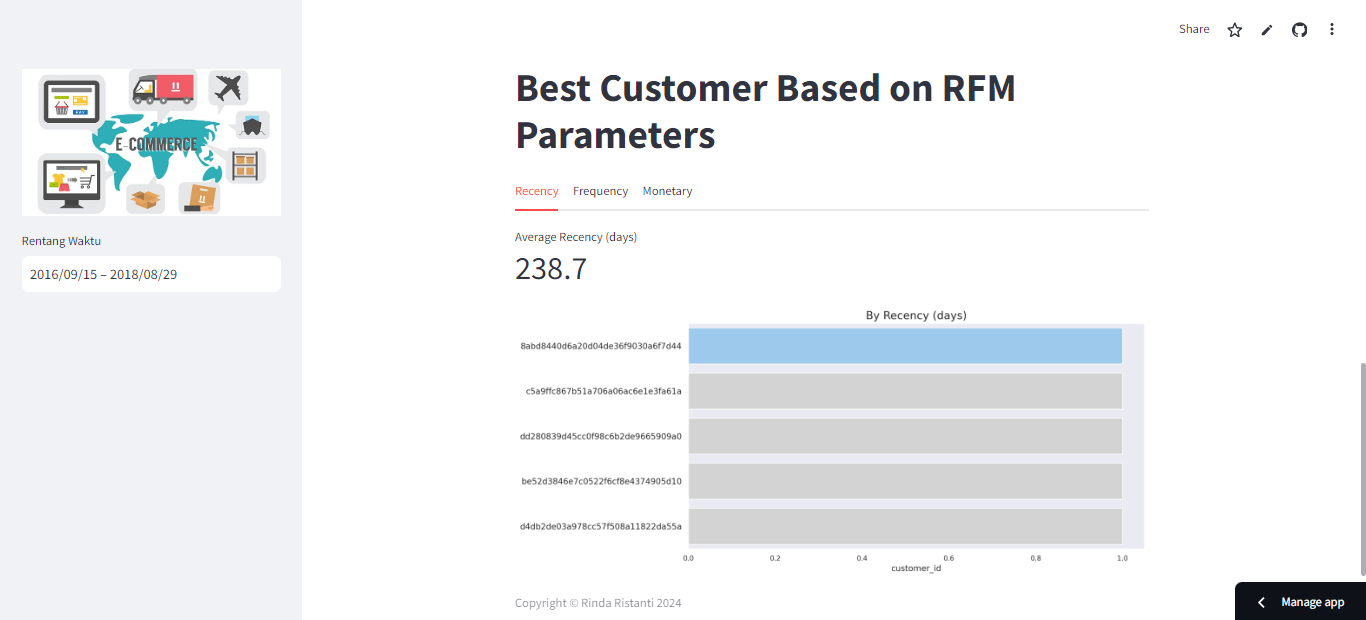 Share
E-COMMERCE
Rentang Waktu
2016/09/15 – 2018/08/29
Best Customer Based on RFM
Parameters
Recency Frequency Monetary
Average Recency (days)
238.7
By Recency (days)
8abd8440d6a20d04de36f9030a6f7d44
c5a9ffc867b51a706a06ac6e1e3fa61a
dd280839d45cc0f98c6b2de9665909a0
be52d3846e7c0522f6cf8e4374905d10
d4db2de03a978cc57f508a11822da55a
0.0 0.2 0.4 0.6 0.8 1.0
customer_id
Copyright © Rinda Ristanti 2024
Manage app